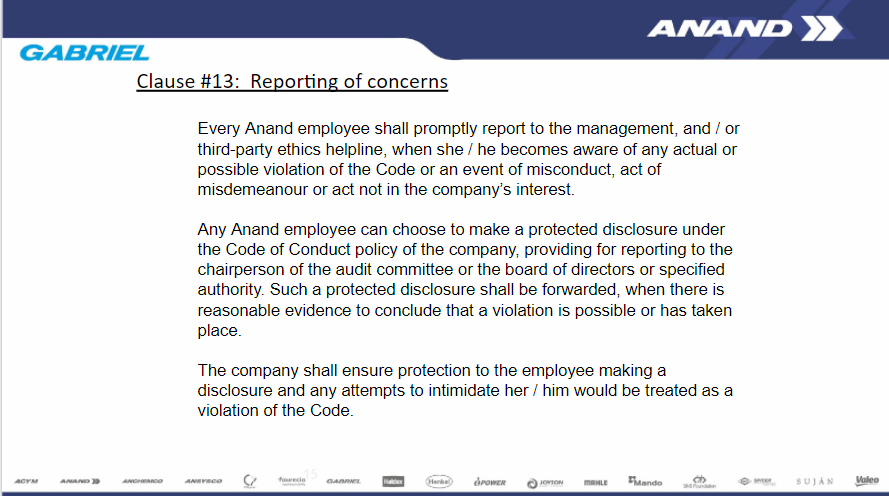 ANAND
GABRIEL
Clause #13: Reporting of concerns
Every Anand employee shall promptly report to the management, and / or
third-party ethics helpline, when she / he becomes aware of any actual or
possible violation of the Code or an event of misconduct, act of
misdemeanour or act not in the company's interest.
Any Anand employee can choose to make a protected disclosure under
the Code of Conduct policy of the company, providing for reporting to the
chairperson of the audit committee or the board of directors or specified
authority. Such a protected disclosure shall be forwarded, when there is
reasonable evidence to conclude that a violation is possible or has taken
place.
The company shall ensure protection to the employee making a
disclosure and any attempts to intimidate her / him would be treated as a
violation of the Code.
15
ACYM ANAND ANCHEMCO ANSYSCO faurecia GABRIEL Haldex Henkel JOYSON MAHLE Mando SNS Foundation SUJÁN Valeo